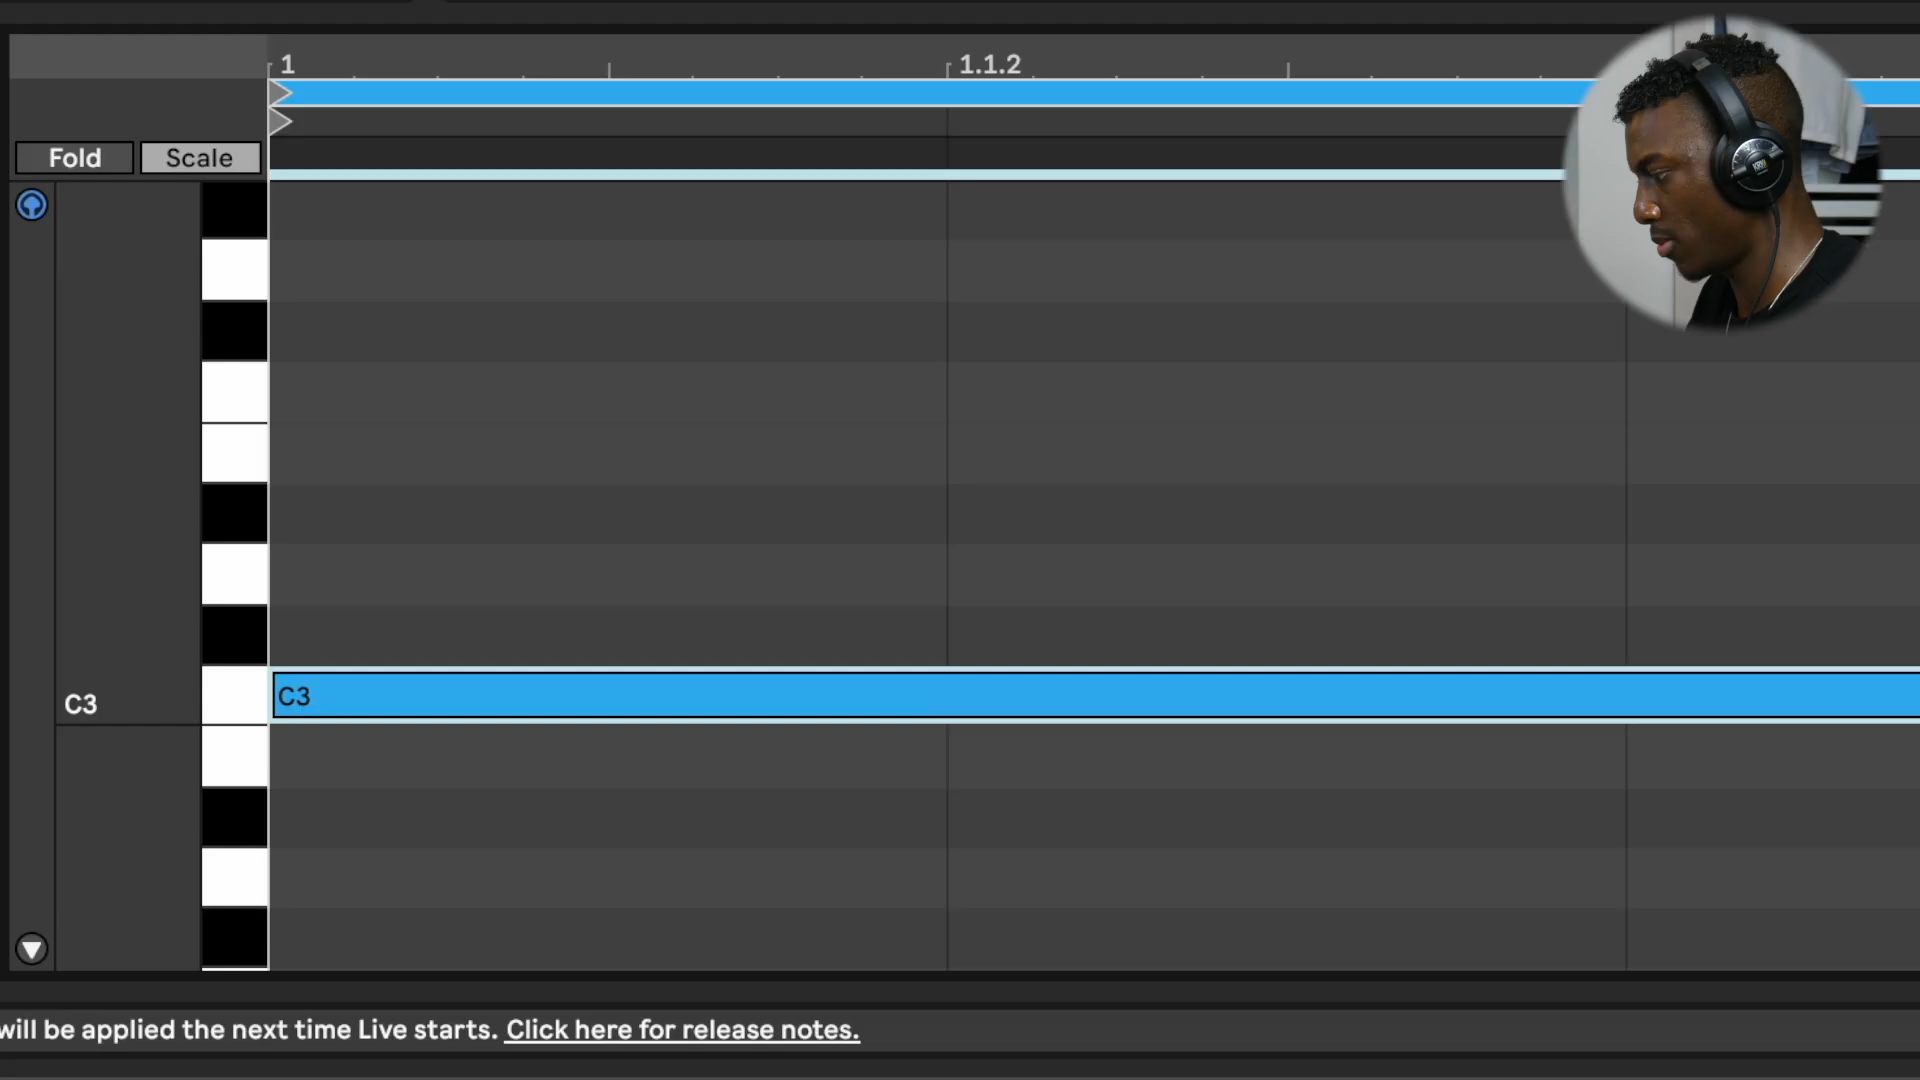 1
1.1.2
Fold
Scale
C3
C3
will be applied the next time Live starts. Click here for release notes.